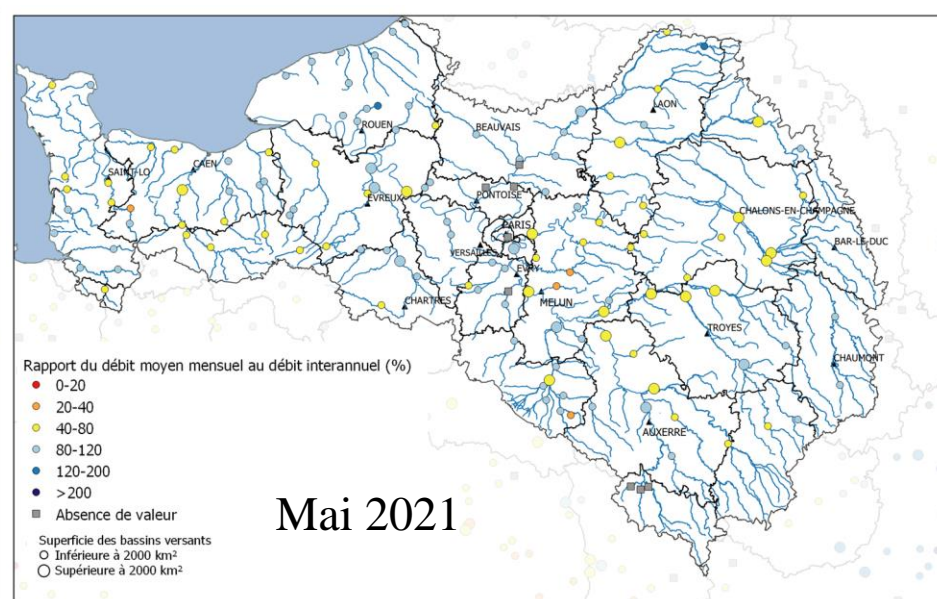 ROUEN
BEAUVAIS
LAON
SAINT-LO
CAEN
EVREUX
PONTOISE
PARIS
CHALONS-EN-CHAMPAGNE
BAR-LE-DUC
VERSAILLES
EVRY
MELUN
CHARTRES
TROYES
CHAUMONT
AUXERRE
Rapport du débit moyen mensuel au débit interannuel (%)
0-20
20-40
40-80
80-120
120-200
>200
Absence de valeur
Mai 2021
Superficie des bassins versants
Inférieure à 2000 km²
Supérieure à 2000 km²